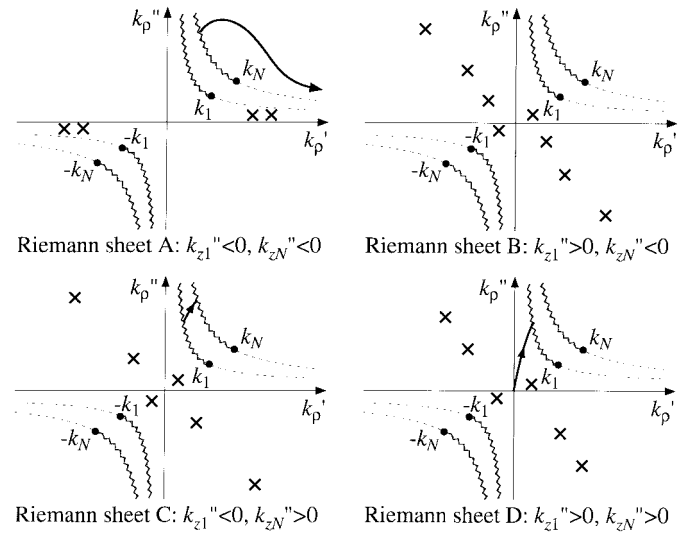 kρ"
kN
k1
kρ'
-k1
-kN
Riemann sheet A: kz1"<0, kzN"<0
kρ"
kN
k1
kρ'
-k1
-kN
Riemann sheet B: kz1">0, kzN"<0
kρ"
kN
k1
kρ'
-k1
-kN
Riemann sheet C: kz1"<0, kzN">0
kρ"
kN
k1
kρ'
-k1
-kN
Riemann sheet D: kz1">0, kzN">0